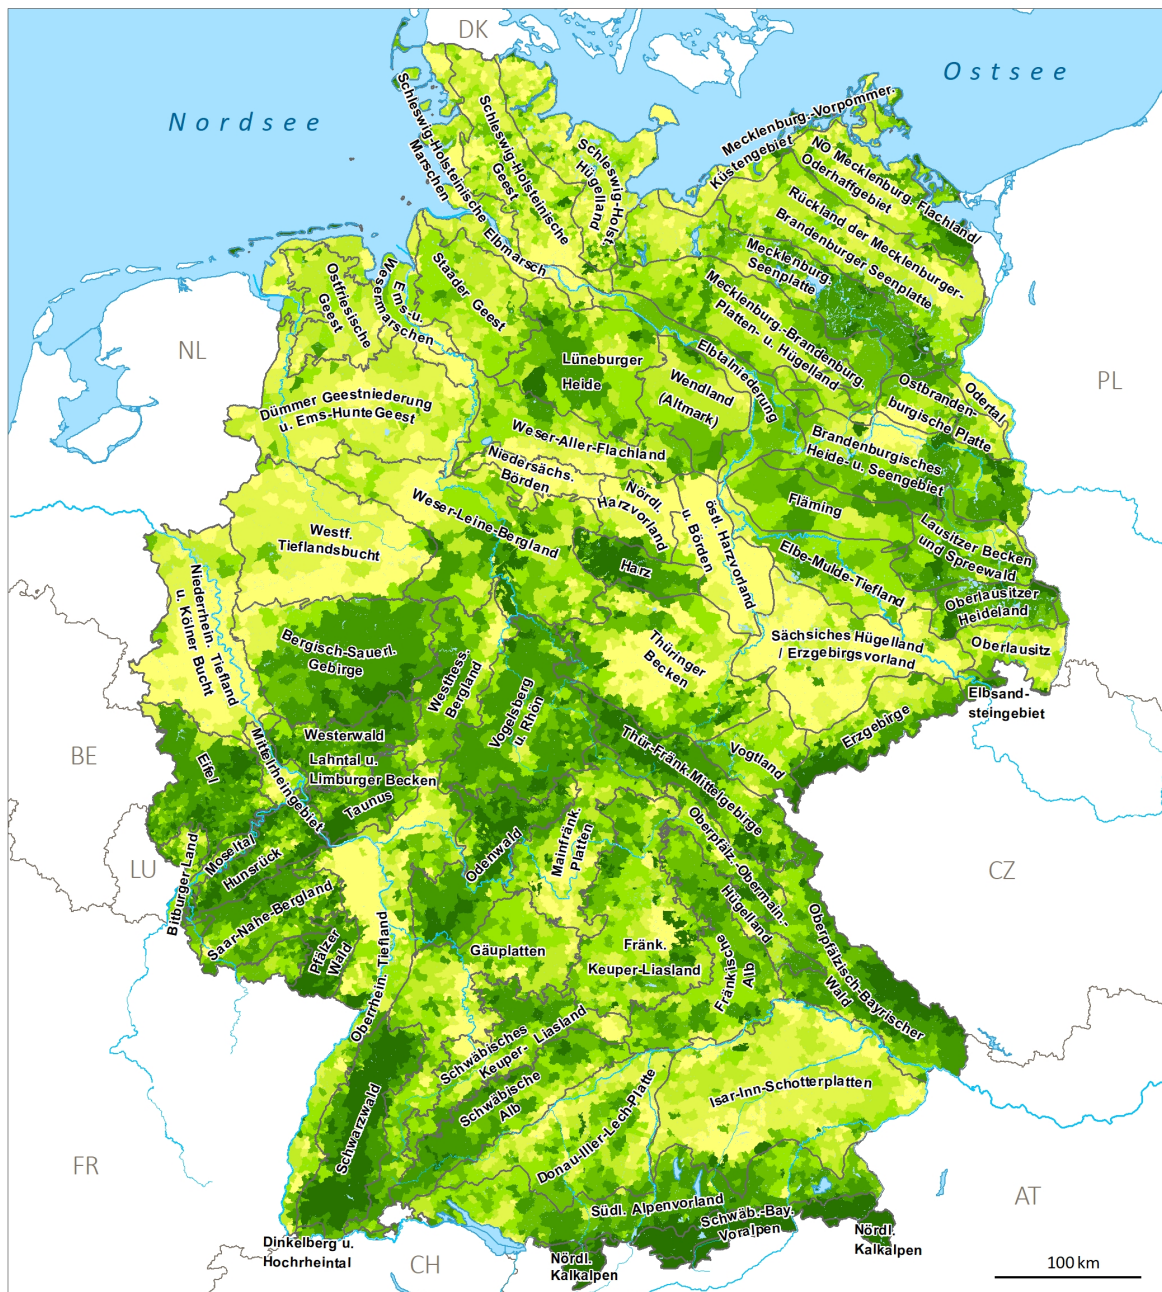 DK
Nordsee
Ostsee
NL
PL
BE
LU
CZ
FR
AT
CH
Schleswig-Holsteinische
Marschen
Elbmarsch
Schleswig-Holsteinische
Geest
Schleswig-Holst.
Hügelland
Mecklenburg.-Vorpommer.
Küstengebiet
NO Mecklenburg. Flachland/
Oderhaffgebiet
Rückland der Mecklenburger-
Brandenburger Seenplatte
Mecklenburg.
Seenplatte
Mecklenburg.-Brandenburg.
Platten- u. Hügelland
Ostfriesische
Geest
Ems- u.
Wesermarschen
Staader Geest
Lüneburger
Heide
Wendland
(Altmark)
Elbtalniederung
Ostbranden-
burgische Platte
Odertal
Dümmer Geestniederung
u. Ems-HunteGeest
Weser-Aller-Flachland
Niedersächs.
Börden
Brandenburgisches
Heide- u. Seengebiet
Fläming
Weser-Leine-Bergland
Nördl.
Harzvorland
östl. Harzvorland
u. Börden
Westf.
Tieflandsbucht
Harz
Elbe-Mulde-Tiefland
Lausitzer Becken
und Spreewald
Oberlausitzer
Heideland
Oberlausitz
Niederrhein. Tiefland
u. Kölner Bucht
Bergisch-Sauerl.
Gebirge
Westhess.
Bergland
Thüringer
Becken
Sächsiches Hügelland
/ Erzgebirgsvorland
Elbsand-
steingebiet
Erzgebirge
Vogelsberg
u. Rhön
Westerwald
Lahntal u.
Limburger Becken
Taunus
Mittelrheingebiet
Eifel
Thür-Fränk.Mittelgebirge
Vogtland
Moseltal
Hunsrück
Bitburger Land
Saar-Nahe-Bergland
Pfälzer
Wald
Odenwald
Mainfränk.
Platten
Oberpfälz.-Obermain.-
Hügelland
Oberrhein. Tiefland
Gäuplatten
Fränk.
Keuper-Liasland
Fränkische
Alb
Oberpfälzisch-Bayrischer
Wald
Schwäbisches
Keuper- Liasland
Schwäbische
Alb
Schwarzwald
Donau-Iller-Lech-Platte
Isar-Inn-Schotterplatten
Südl. Alpenvorland
Schwäb.-Bay.
Voralpen
Dinkelberg u.
Hochrheintal
Nördl.
Kalkalpen
Nördl.
Kalkalpen
100 km